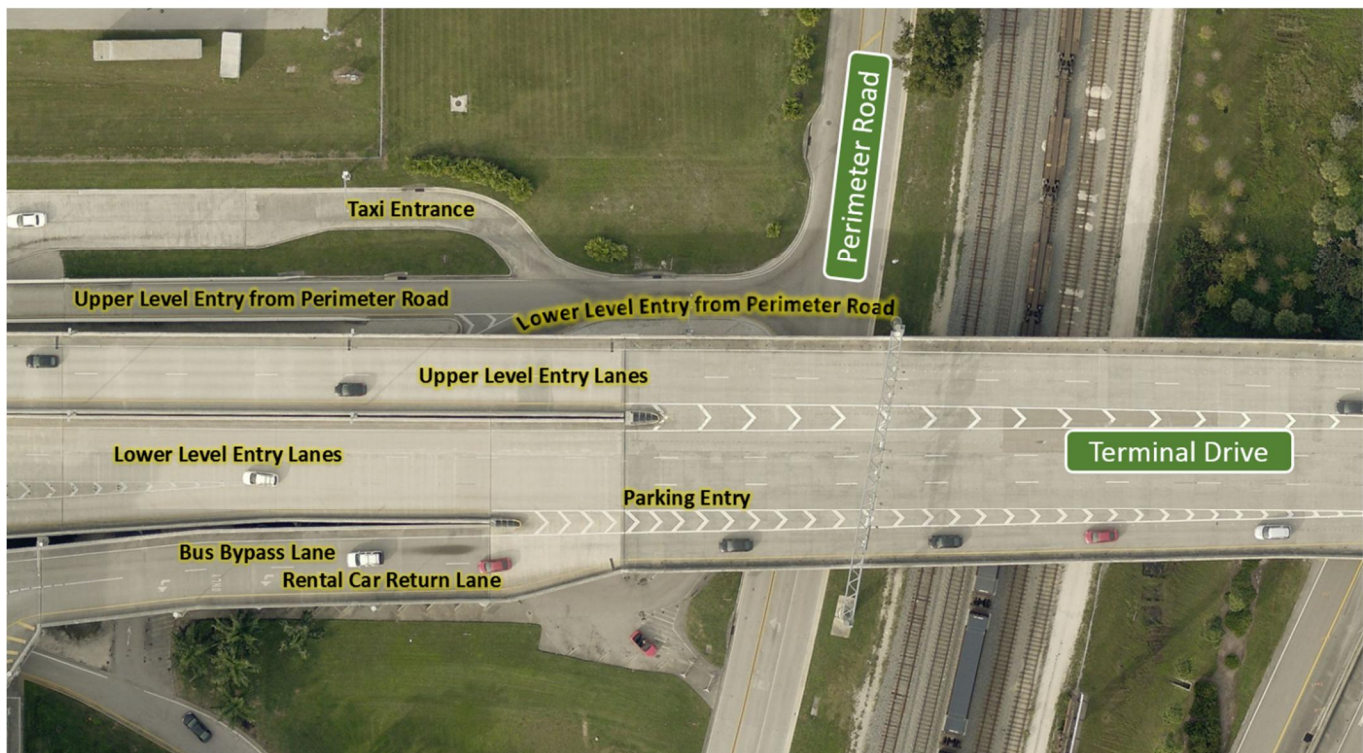 Perimeter Road
Taxi Entrance
Upper Level Entry from Perimeter Road
Lower Level Entry from Perimeter Road
Upper Level Entry Lanes
Lower Level Entry Lanes
Terminal Drive
Parking Entry
Bus Bypass Lane
Rental Car Return Lane